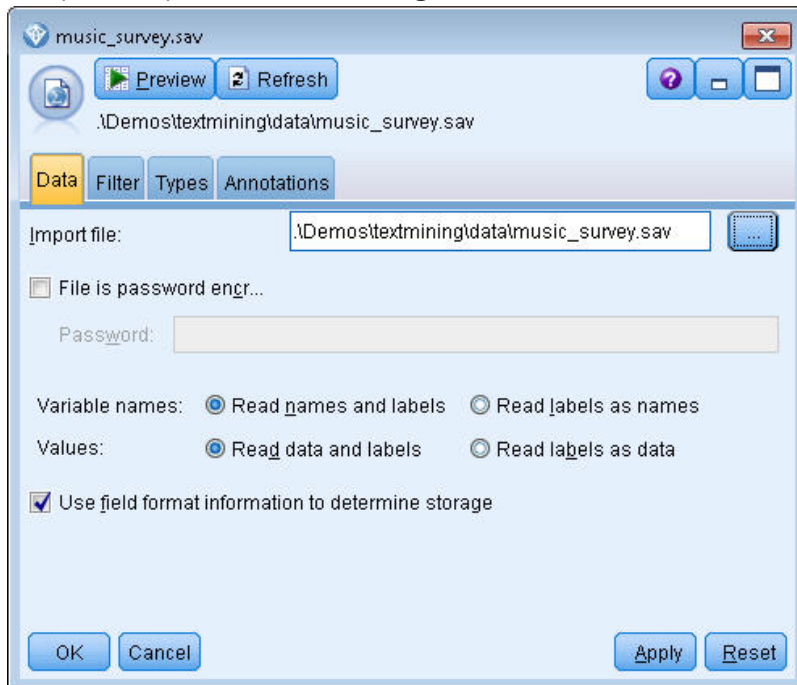 music_survey.sav
Preview Refresh
.\Demos\textmining\data\music_survey.sav
Data Filter Types Annotations
Import file: .\Demos\textmining\data\music_survey.sav ...
File is password encr...
Password:
Variable names: Read names and labels Read labels as names
Values: Read data and labels Read labels as data
Use field format information to determine storage
OK Cancel Apply Reset